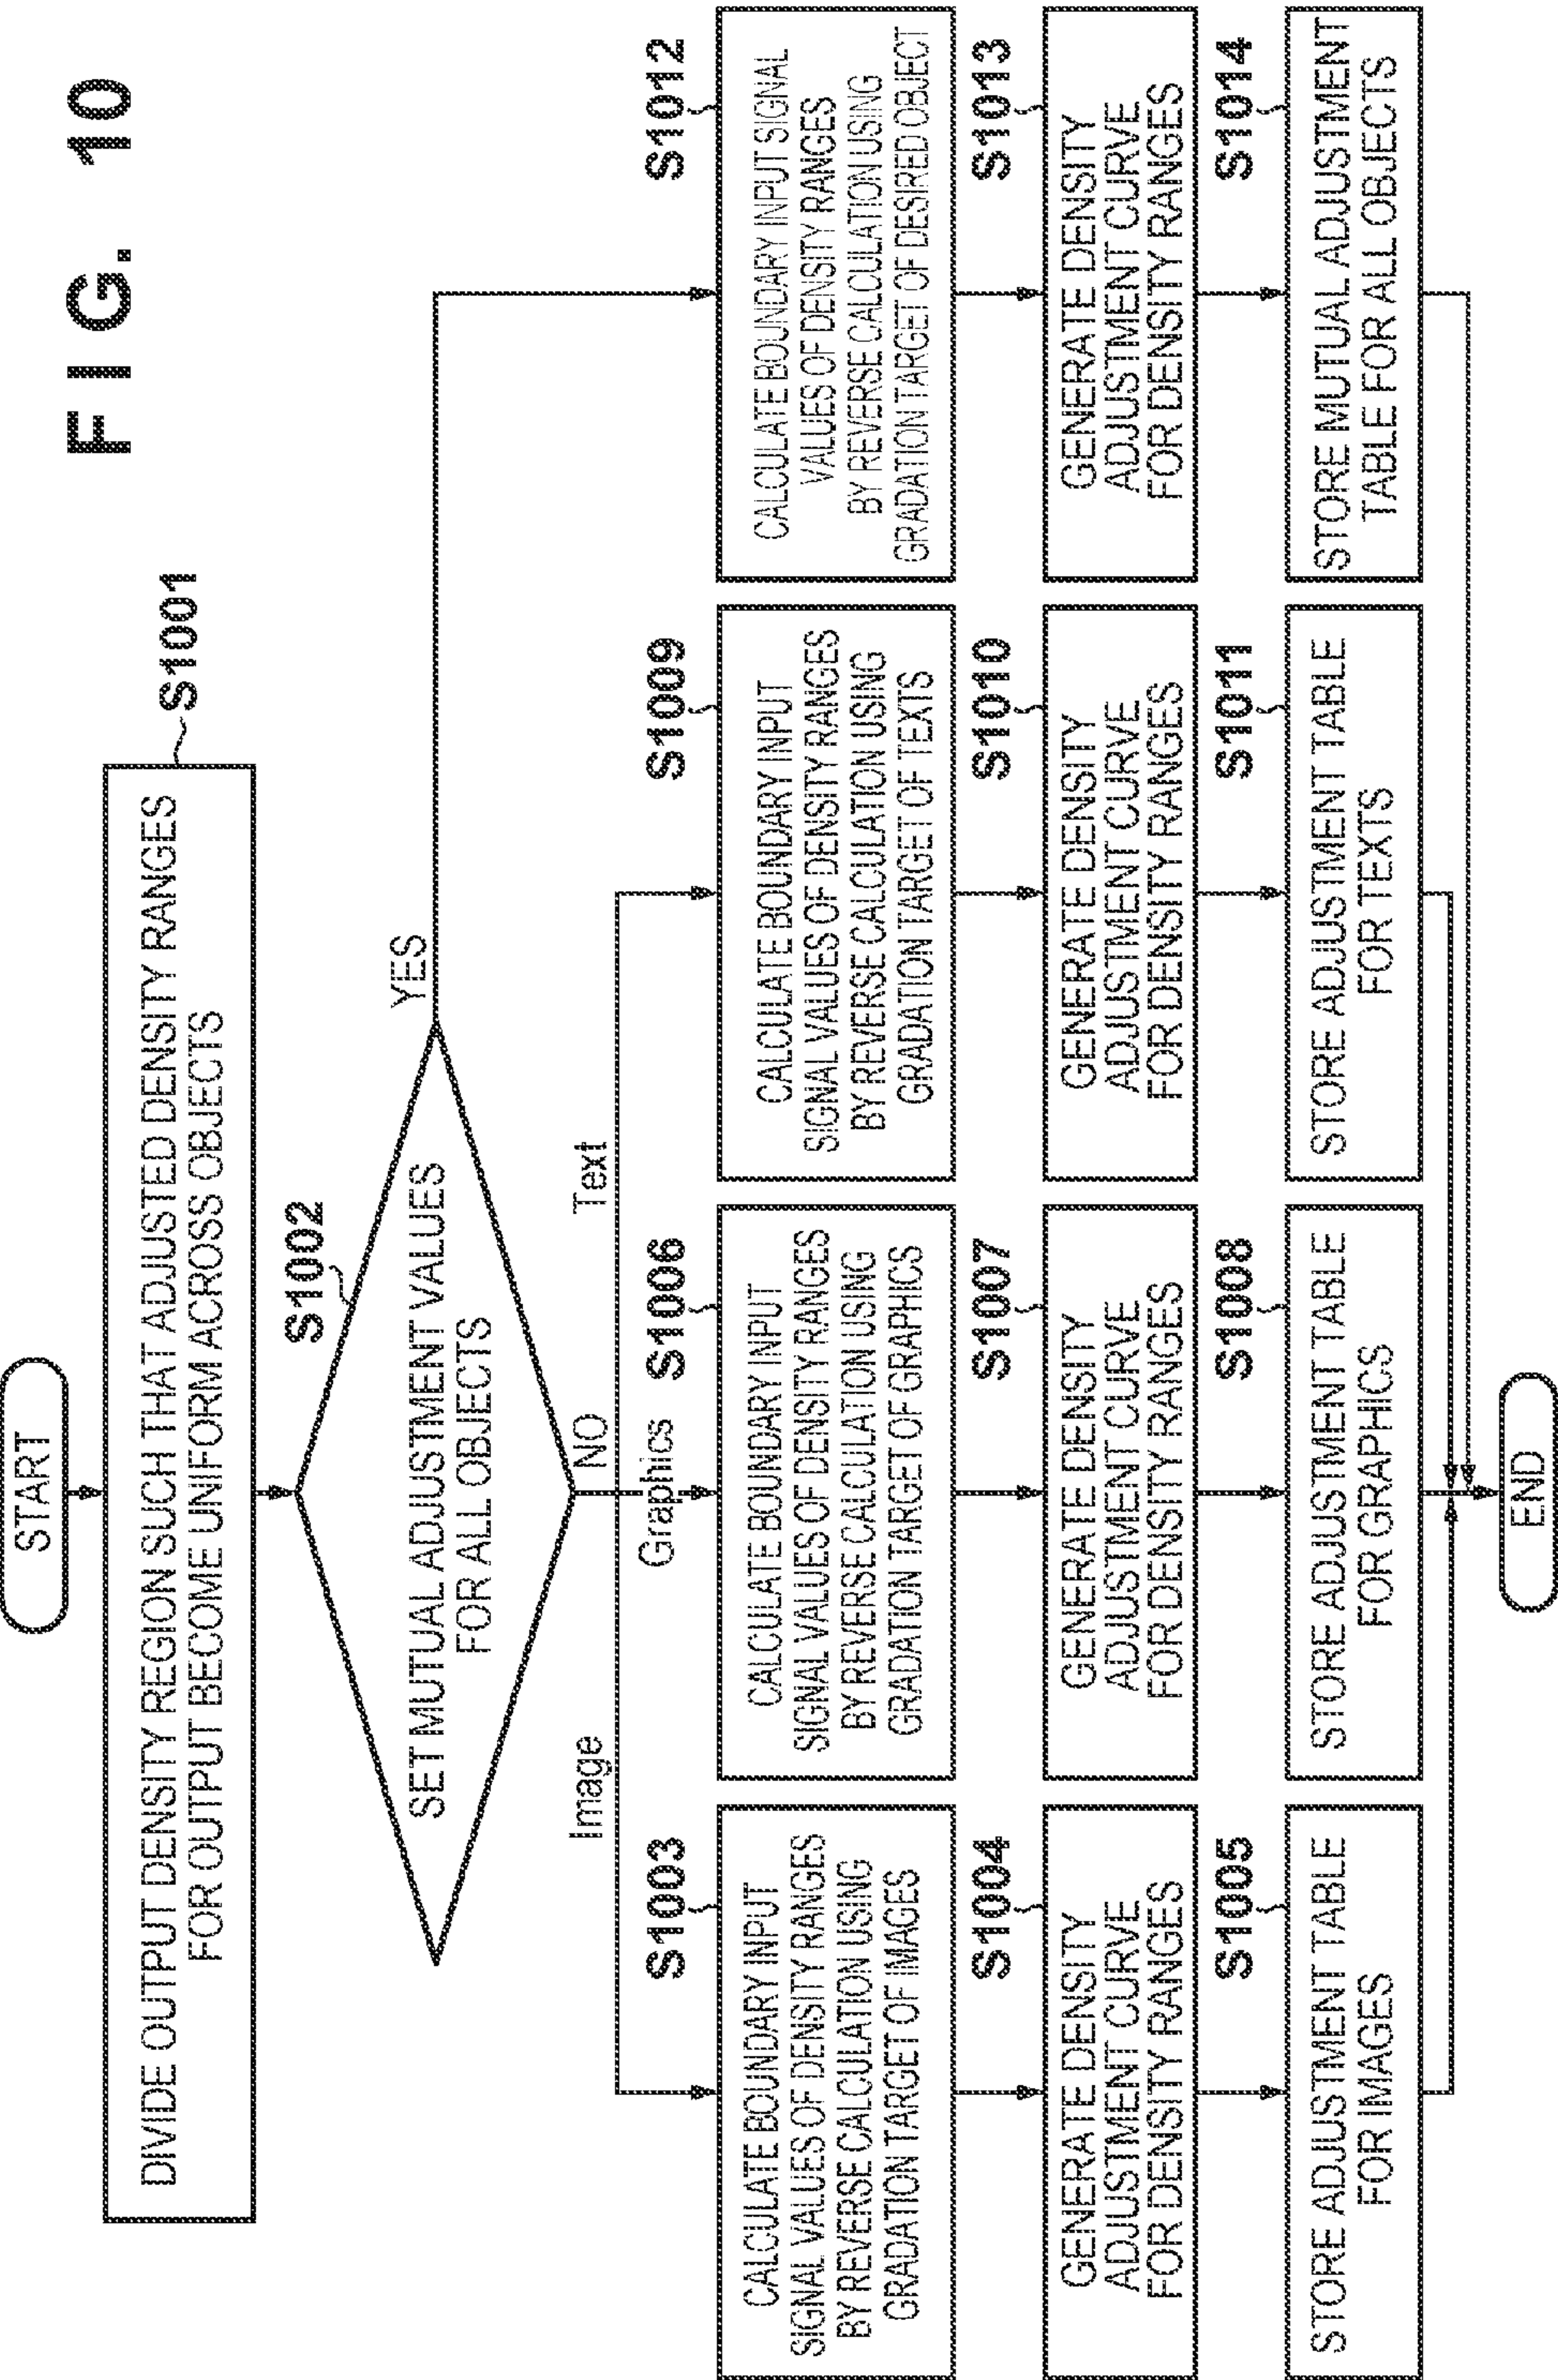 FIG. 10
START
S1001
DIVIDE OUTPUT DENSITY REGION SUCH THAT ADJUSTED DENSITY RANGES
FOR OUTPUT BECOME UNIFORM ACROSS OBJECTS
S1002
SET MUTUAL ADJUSTMENT VALUES
FOR ALL OBJECTS
YES
NO
Image
Graphics
Text
S1003
CALCULATE BOUNDARY INPUT
SIGNAL VALUES OF DENSITY RANGES
BY REVERSE CALCULATION USING
GRADATION TARGET OF IMAGES
S1004
GENERATE DENSITY
ADJUSTMENT CURVE
FOR DENSITY RANGES
S1005
STORE ADJUSTMENT TABLE
FOR IMAGES
S1006
CALCULATE BOUNDARY INPUT
SIGNAL VALUES OF DENSITY RANGES
BY REVERSE CALCULATION USING
GRADATION TARGET OF GRAPHICS
S1007
GENERATE DENSITY
ADJUSTMENT CURVE
FOR DENSITY RANGES
S1008
STORE ADJUSTMENT TABLE
FOR GRAPHICS
S1009
CALCULATE BOUNDARY INPUT
SIGNAL VALUES OF DENSITY RANGES
BY REVERSE CALCULATION USING
GRADATION TARGET OF TEXTS
S1010
GENERATE DENSITY
ADJUSTMENT CURVE
FOR DENSITY RANGES
S1011
STORE ADJUSTMENT TABLE
FOR TEXTS
S1012
CALCULATE BOUNDARY INPUT SIGNAL
VALUES OF DENSITY RANGES
BY REVERSE CALCULATION USING
GRADATION TARGET OF DESIRED OBJECT
S1013
GENERATE DENSITY
ADJUSTMENT CURVE
FOR DENSITY RANGES
S1014
STORE MUTUAL ADJUSTMENT
TABLE FOR ALL OBJECTS
END